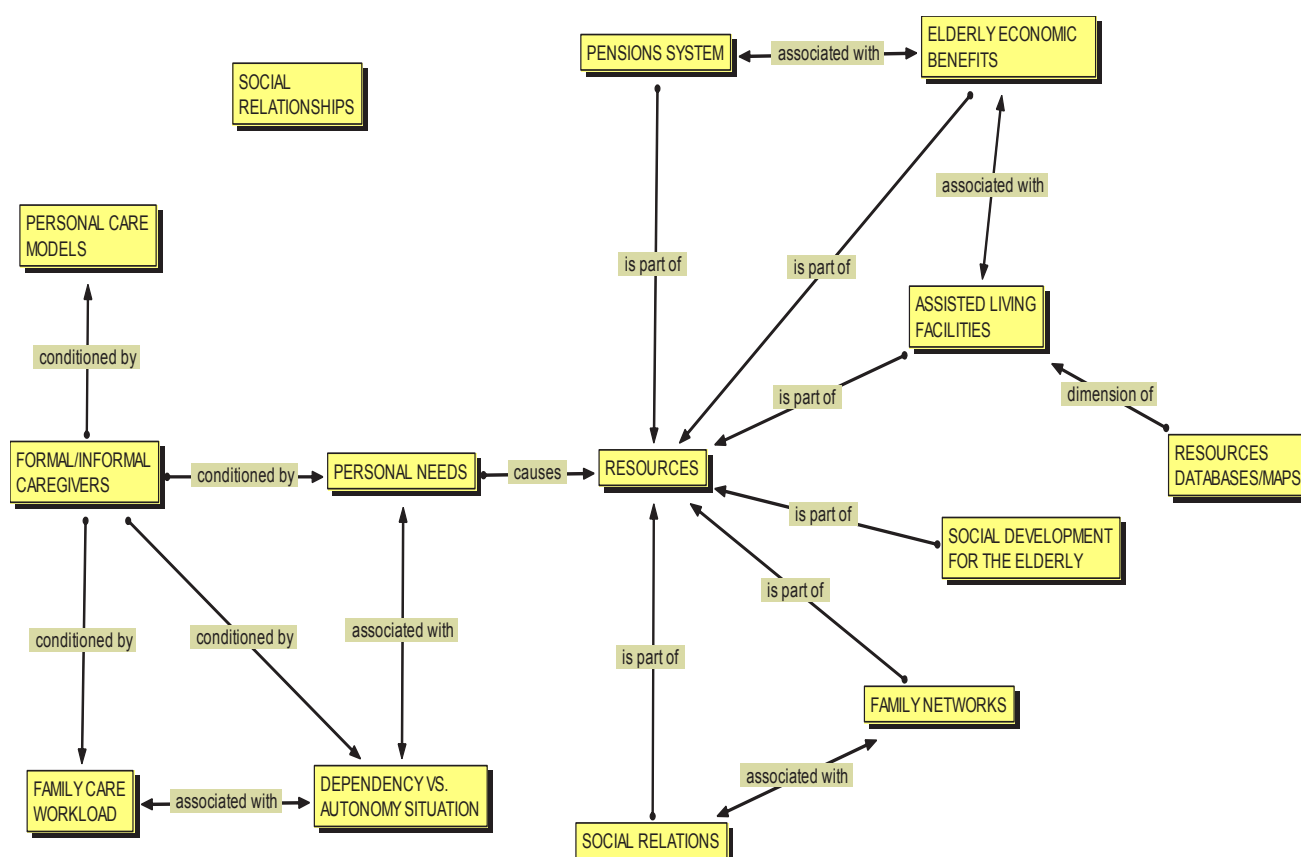 PENSIONS SYSTEM
associated with
ELDERLY ECONOMIC
BENEFITS
SOCIAL
RELATIONSHIPS
associated with
PERSONAL CARE
MODELS
is part of
is part of
ASSISTED LIVING
FACILITIES
conditioned by
is part of
dimension of
FORMAL/INFORMAL
CAREGIVERS
conditioned by
PERSONAL NEEDS
causes
RESOURCES
RESOURCES
DATABASES/MAPS
is part of
SOCIAL DEVELOPMENT
FOR THE ELDERLY
is part of
conditioned by
conditioned by
associated with
is part of
FAMILY NETWORKS
FAMILY CARE
WORKLOAD
associated with
DEPENDENCY VS.
AUTONOMY SITUATION
associated with
SOCIAL RELATIONS